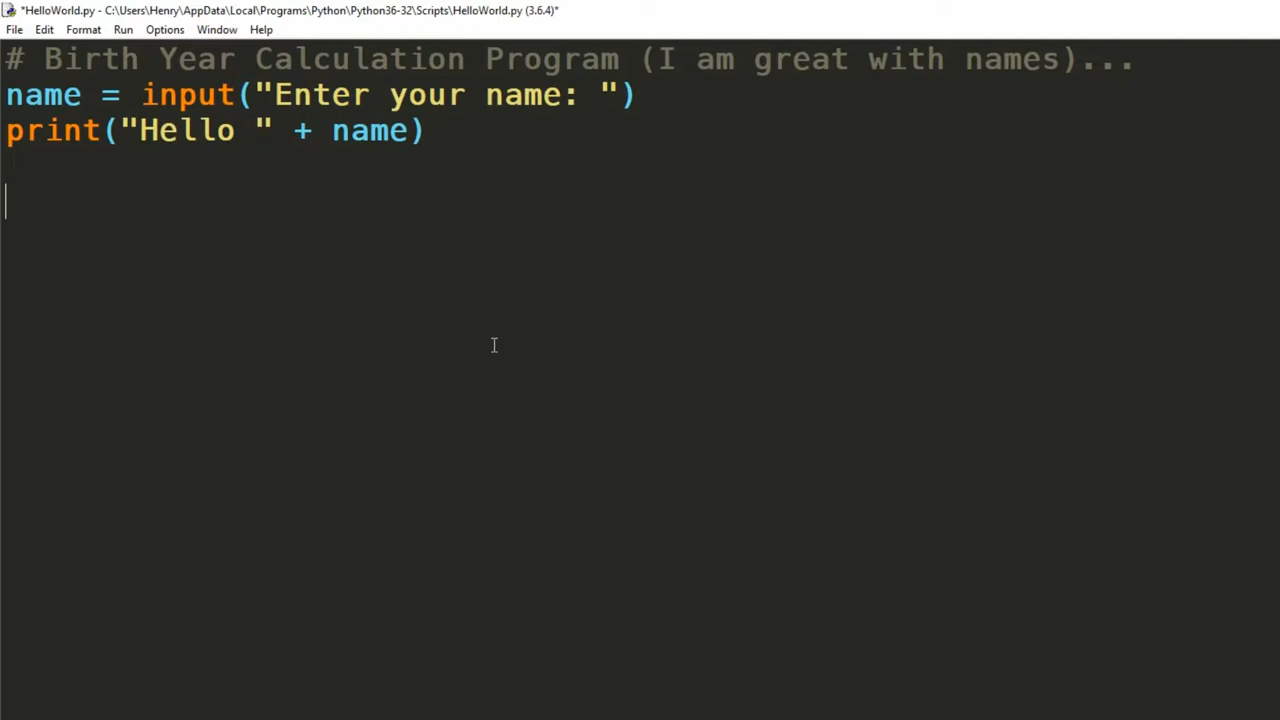 *HelloWorld.py - C:\Users\Henry\AppData\Local\Programs\Python\Python36-32\Scripts\HelloWorld.py (3.6.4)*
File Edit Format Run Options Window Help
# Birth Year Calculation Program (I am great with names)...
name = input("Enter your name: ")
print("Hello " + name)